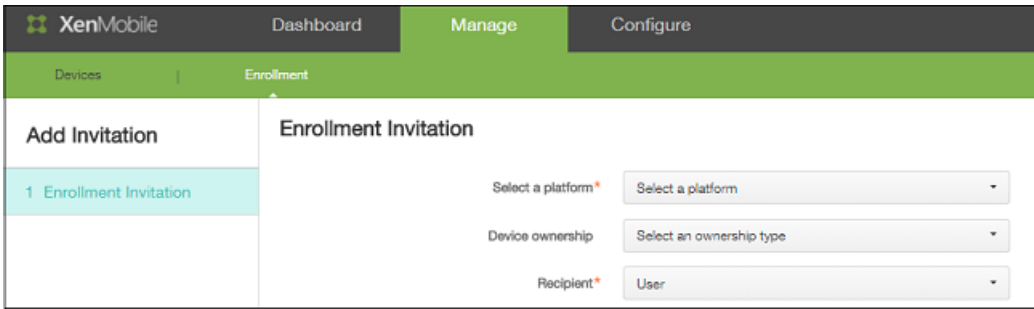 XenMobile Dashboard Manage Configure
Devices | Enrollment
Add Invitation
Enrollment Invitation
1 Enrollment Invitation
Select a platform* Select a platform
Device ownership Select an ownership type
Recipient* User